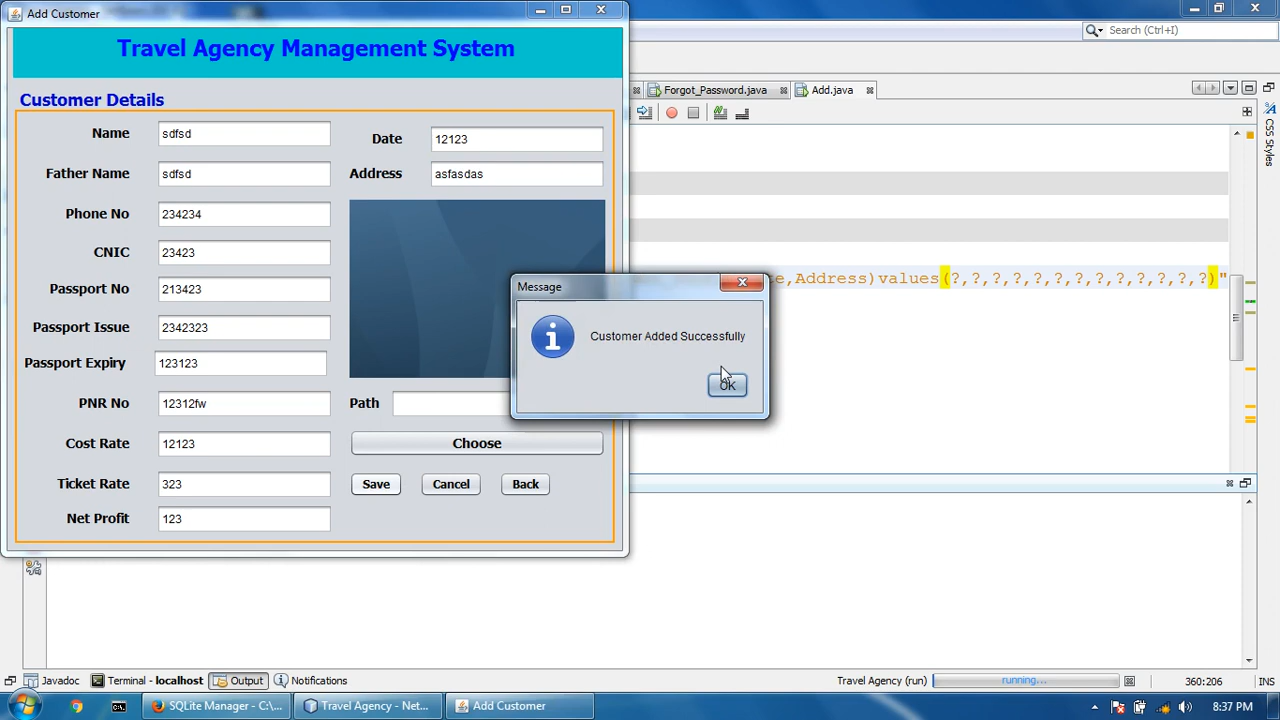 Add Customer
Travel Agency Management System
Search (Ctrl+I)
Forgot_Password.java
Add.java
Customer Details
Name sdfsd
Date 12123
Father Name sdfsd
Address asfasdas
Phone No 234234
CNIC 23423
Passport No 213423
Passport Issue 2342323
Passport Expiry 123123
PNR No 12312fw
Path
Cost Rate 12123
Choose
Ticket Rate 323
Save Cancel Back
Net Profit 123
Message
Customer Added Successfully
OK
e,Address)values(?,?,?,?,?,?,?,?,?,?,?,?,?)"
CSS Styles
Javadoc Terminal - localhost Output Notifications
Travel Agency (run) running... 360:206 INS
SQLite Manager - C:\... Travel Agency - Net... Add Customer
8:37 PM